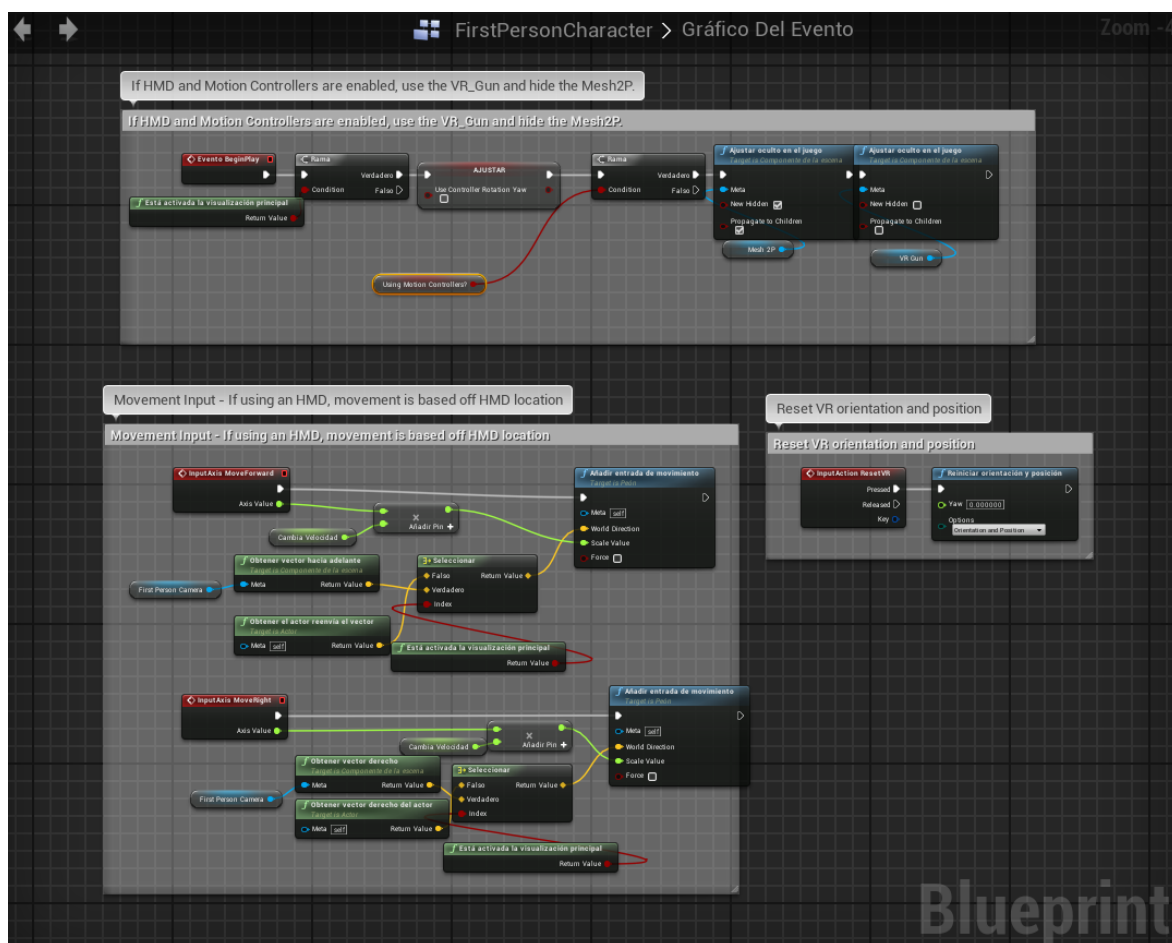 FirstPersonCharacter > Gráfico Del Evento
Zoom -4
If HMD and Motion Controllers are enabled, use the VR_Gun and hide the Mesh2P.
If HMD and Motion Controllers are enabled, use the VR_Gun and hide the Mesh2P.
Evento BeginPlay
Está activada la visualización principal
Return Value
Rama
Condition
Verdadero
Falso
AJUSTAR
Use Controller Rotation Yaw
Using Motion Controllers?
Rama
Condition
Verdadero
Falso
Ajustar oculto en el juego
Target is Componente de la escena
Meta
New Hidden
Propagate to Children
Mesh 2P
Ajustar oculto en el juego
Target is Componente de la escena
Meta
New Hidden
Propagate to Children
VR Gun
Movement Input - If using an HMD, movement is based off HMD location
Movement Input - If using an HMD, movement is based off HMD location
InputAxis MoveForward
Axis Value
Cambia Velocidad
Añadir Pin +
Añadir entrada de movimiento
Target is Peón
Meta self
World Direction
Scale Value
Force
First Person Camera
Obtener vector hacia adelante
Target is Componente de la escena
Meta Return Value
Seleccionar
Falso Return Value
Verdadero
Index
Obtener el actor reenvía el vector
Target is Actor
Meta self Return Value
Está activada la visualización principal
Return Value
InputAxis MoveRight
Axis Value
Cambia Velocidad
Añadir Pin +
Añadir entrada de movimiento
Target is Peón
Meta self
World Direction
Scale Value
Force
First Person Camera
Obtener vector derecho
Target is Componente de la escena
Meta Return Value
Seleccionar
Falso Return Value
Verdadero
Index
Obtener vector derecho del actor
Target is Actor
Meta self Return Value
Está activada la visualización principal
Return Value
Reset VR orientation and position
Reset VR orientation and position
InputAction ResetVR
Pressed
Released
Key
Reiniciar orientación y posición
Yaw 0.000000
Options
Orientation and Position
Blueprint